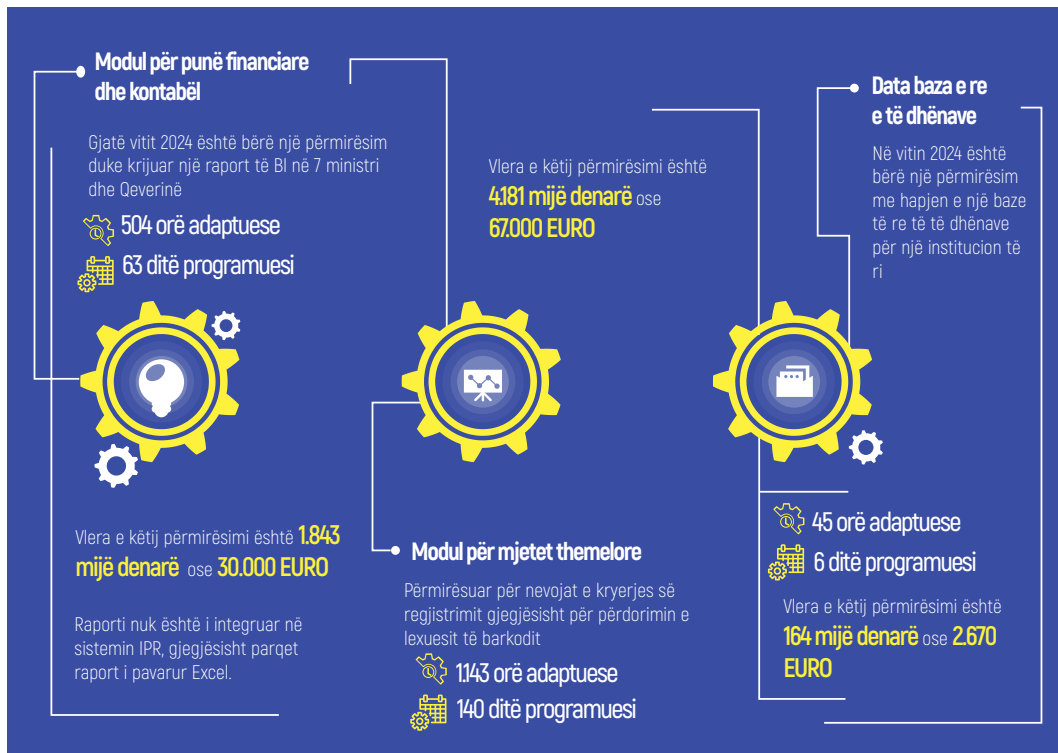 Modul për punë financiare
dhe kontabël
Gjatë vitit 2024 është bërë një përmirësim
duke krijuar një raport të BI në 7 ministri
dhe Qeverinë
504 orë adaptuese
63 ditë programuesi
Vlera e këtij përmirësimi është 1.843
mijë denarë ose 30.000 EURO
Raporti nuk është i integruar në
sistemin IPR, gjegjësisht parqet
raport i pavarur Excel.
Vlera e këtij përmirësimi është
4.181 mijë denarë ose
67.000 EURO
Modul për mjetet themelore
Përmirësuar për nevojat e kryerjes së
regjistrimit gjegjësisht për përdorimin e
lexuesit të barkodit
1.143 orë adaptuese
140 ditë programuesi
Data baza e re
e të dhënave
Në vitin 2024 është
bërë një përmirësim
me hapjen e një baze
të re të të dhënave
për një institucion të
ri
45 orë adaptuese
6 ditë programuesi
Vlera e këtij përmirësimi është
164 mijë denarë ose 2.670
EURO